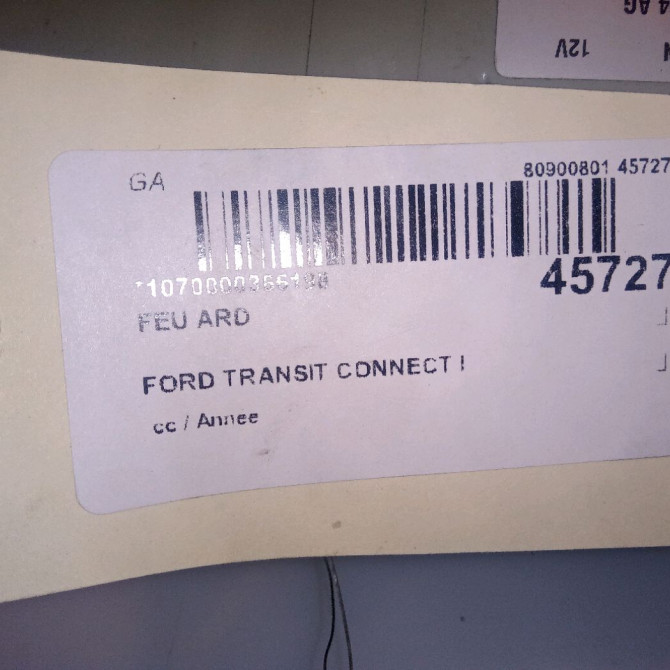 12V
GA
80900801 45727
45727
FEU ARD
FORD TRANSIT CONNECT I
cc / Annee